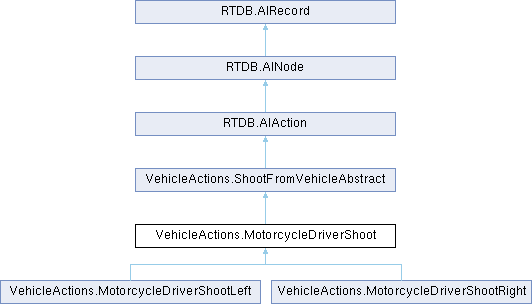 RTDB.AIRecord
RTDB.AINode
RTDB.AIAction
VehicleActions.ShootFromVehicleAbstract
VehicleActions.MotorcycleDriverShoot
VehicleActions.MotorcycleDriverShootLeft
VehicleActions.MotorcycleDriverShootRight